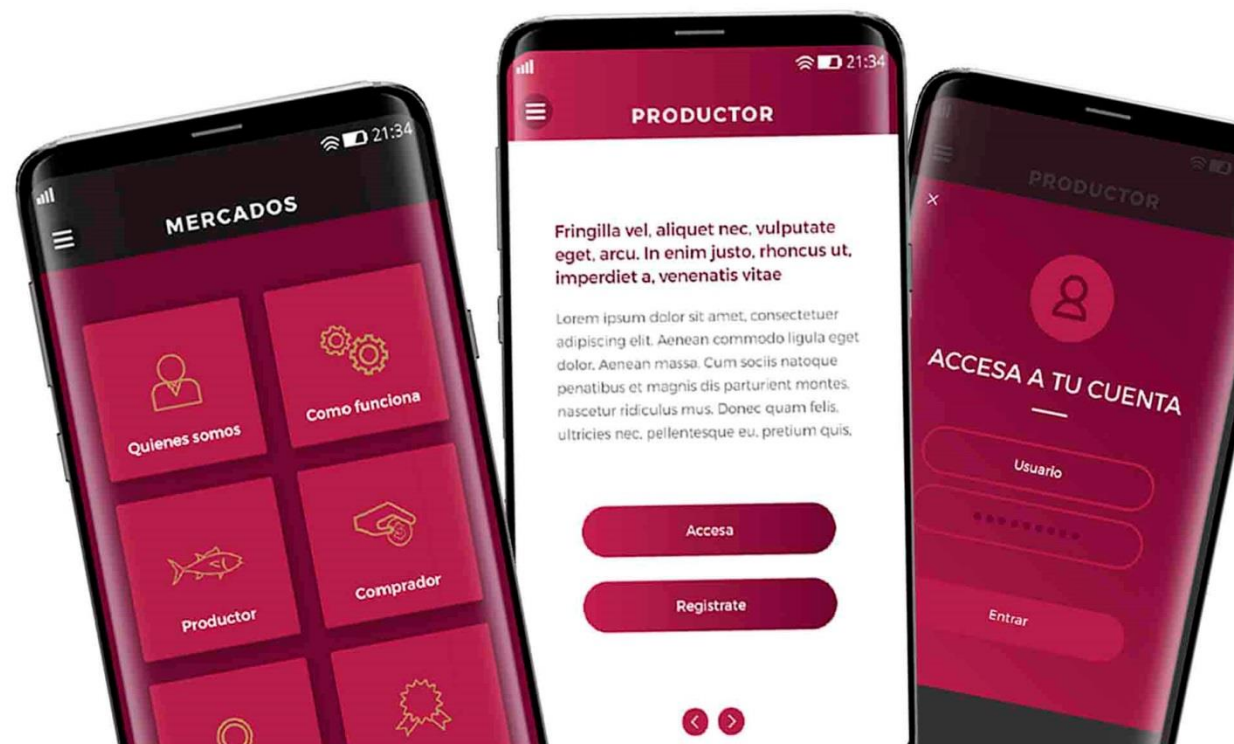 21:34
MERCADOS
Quienes somos
Como funciona
Productor
Comprador
21:34
PRODUCTOR
Fringilla vel, aliquet nec, vulputate
eget, arcu. In enim justo, rhoncus ut,
imperdiet a, venenatis vitae
Lorem ipsum dolor sit amet, consectetuer
adipiscing elit. Aenean commodo ligula eget
dolor. Aenean massa. Cum sociis natoque
penatibus et magnis dis parturient montes,
nascetur ridiculus mus. Donec quam felis,
ultricies nec, pellentesque eu, pretium quis,
Accesa
Registrate
PRODUCTOR
ACCESA A TU CUENTA
Usuario
Entrar